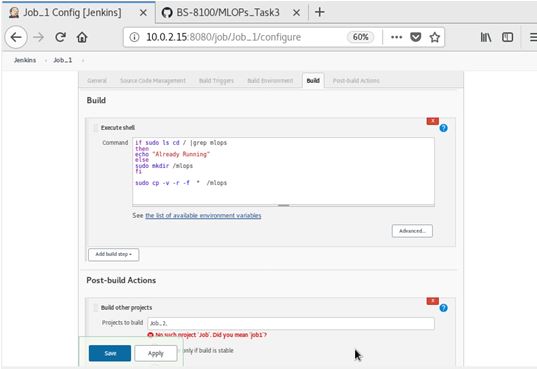 Job_1 Config [Jenkins]
BS-8100/MLOPs_Task3
10.0.2.15:8080/job/Job_1/configure
60%
Jenkins
Job_1
General
Source Code Management
Build Triggers
Build Environment
Build
Post-build Actions
Build
Execute shell
X
?
Command
if sudo ls cd / |grep mlops
then
echo "Already Running"
else
sudo mkdir /mlops
fi
sudo cp -v -r -f * /mlops
See the list of available environment variables
Advanced...
Add build step
Post-build Actions
Build other projects
X
?
Projects to build
Job_2,
No such project 'Job'. Did you mean 'job1'?
only if build is stable
Save
Apply